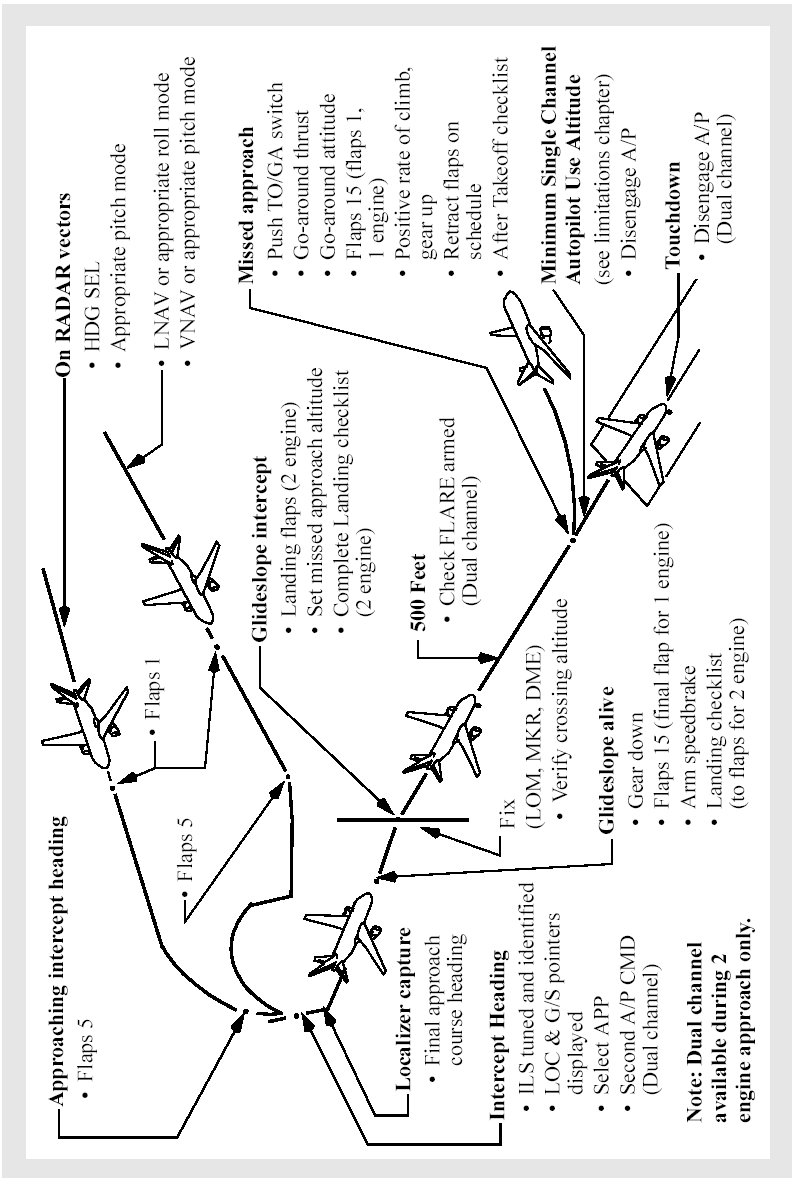 Approaching intercept heading
• Flaps 5
On RADAR vectors
• HDG SEL
• Appropriate pitch mode
• Flaps 1
• LNAV or appropriate roll mode
• VNAV or appropriate pitch mode
• Flaps 5
Localizer capture
• Final approach
course heading
Glideslope intercept
• Landing flaps (2 engine)
• Set missed approach altitude
• Complete Landing checklist
(2 engine)
Missed approach
• Push TO/GA switch
• Go-around thrust
• Go-around attitude
• Flaps 15 (flaps 1,
1 engine)
• Positive rate of climb,
gear up
• Retract flaps on
schedule
• After Takeoff checklist
Intercept Heading
• ILS tuned and identified
• LOC & G/S pointers
displayed
• Select APP
• Second A/P CMD
(Dual channel)
Fix
(LOM, MKR, DME)
• Verify crossing altitude
500 Feet
• Check FLARE armed
(Dual channel)
Minimum Single Channel
Autopilot Use Altitude
(see limitations chapter)
• Disengage A/P
Glideslope alive
• Gear down
• Flaps 15 (final flap for 1 engine)
• Arm speedbrake
• Landing checklist
(to flaps for 2 engine)
Touchdown
• Disengage A/P
(Dual channel)
Note: Dual channel
available during 2
engine approach only.